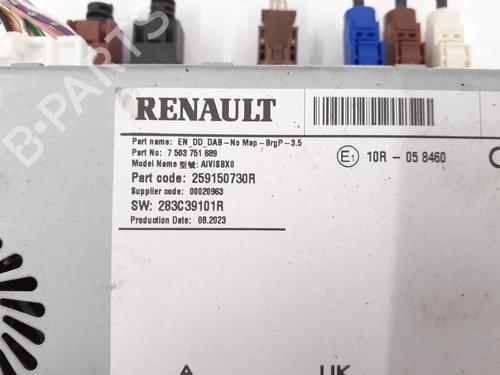 RENAULT
Part name: EN_DD_DAB-No Map-BrgP-3.5
Part No: 7 503 751 689
Model Name 型號: AIVISBX0
Part code: 259150730R
Supplier code: 00020963
SW: 283C39101R
Production Date: 08.2023
E1 10R - 05 8460
UK
B-PARTS